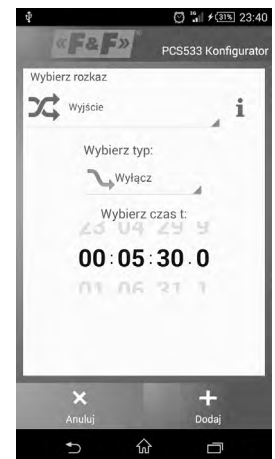 31% 23:40
«F&F» PCS533 Konfigurator
Wybierz rozkaz
Wyjście
i
Wybierz typ:
Wyłącz
Wybierz czas t:
23 04 29 9
00:05:30.0
01 06 31 1
Anuluj
Dodaj